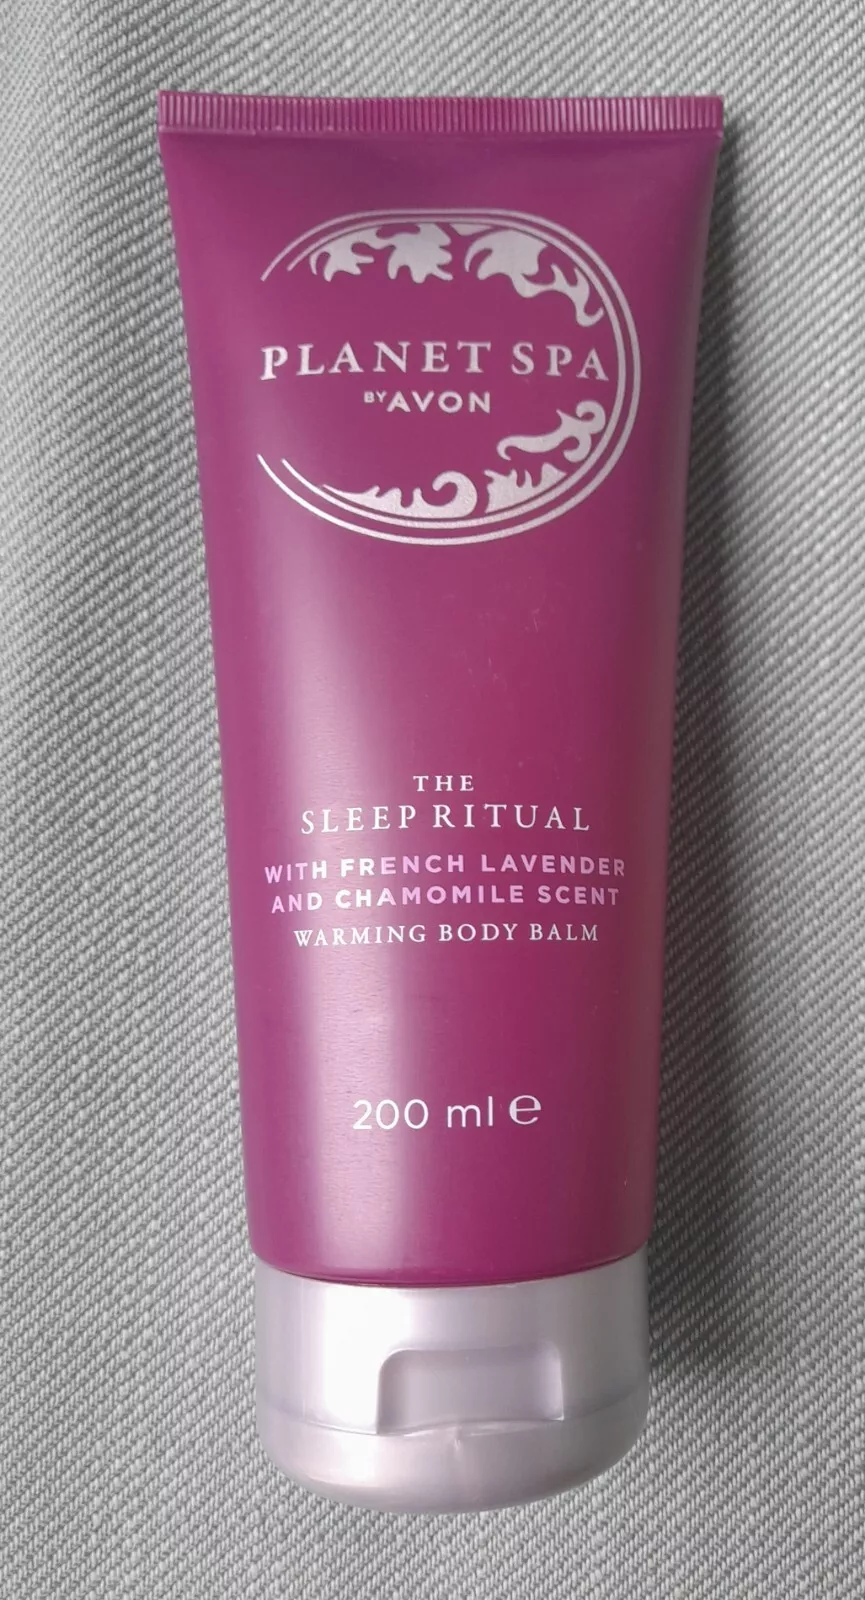 PLANET SPA
BY AVON
THE
SLEEP RITUAL
WITH FRENCH LAVENDER
AND CHAMOMILE SCENT
WARMING BODY BALM
200 ml ℮